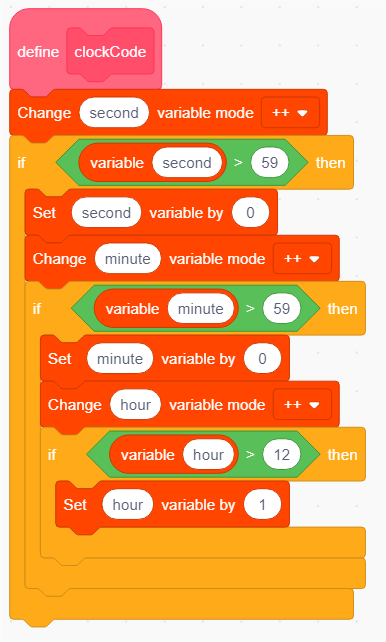 define clockCode
Change second variable mode ++
if variable second > 59 then
Set second variable by 0
Change minute variable mode ++
if variable minute > 59 then
Set minute variable by 0
Change hour variable mode ++
if variable hour > 12 then
Set hour variable by 1